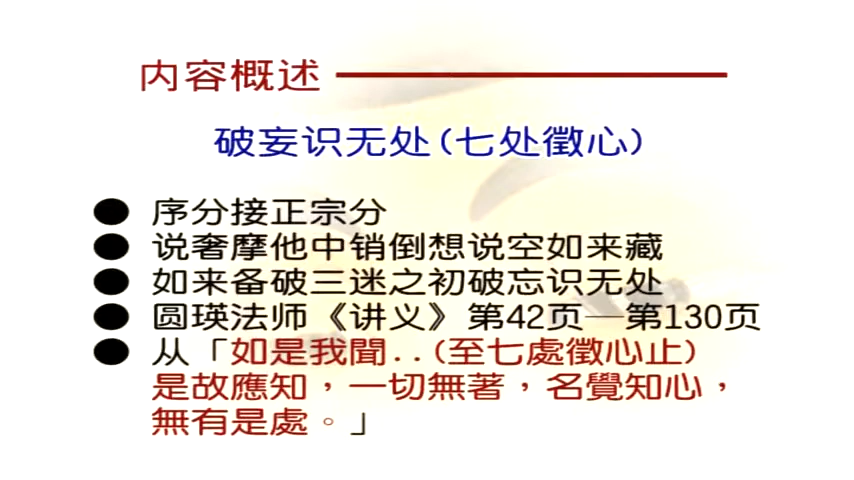 内容概述
破妄识无处(七处徵心)
● 序分接正宗分
● 说奢摩他中销倒想说空如来藏
● 如来备破三迷之初破忘识无处
● 圆瑛法师《讲义》第42页—第130页
● 从「如是我聞..(至七處徵心止)
是故應知，一切無著，名覺知心，
無有是處。」